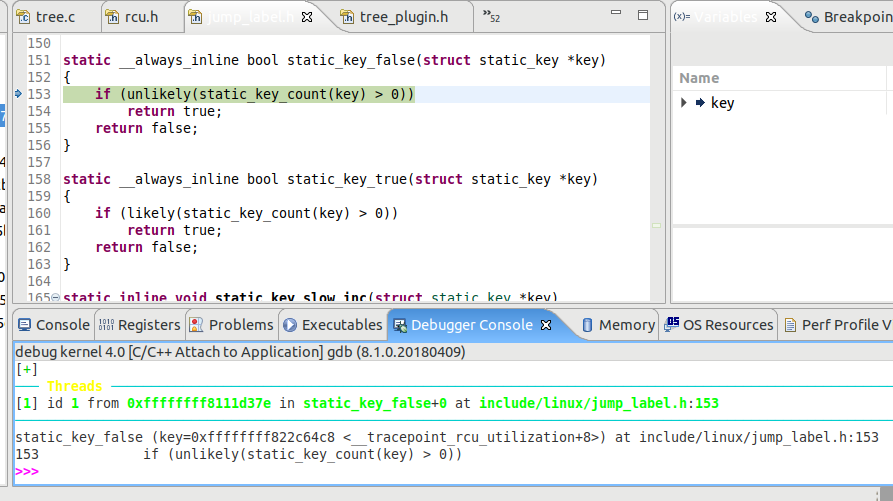 tree.c rcu.h jump_label.h tree_plugin.h »52
(x)= Variables Breakpoin
150
151 static __always_inline bool static_key_false(struct static_key *key)
152 {
153     if (unlikely(static_key_count(key) > 0))
154         return true;
155     return false;
156 }
157
158 static __always_inline bool static_key_true(struct static_key *key)
159 {
160     if (likely(static_key_count(key) > 0))
161         return true;
162     return false;
163 }
164
165 static inline void static_key_slow_inc(struct static_key *key)
Name
key
Console Registers Problems Executables Debugger Console Memory OS Resources Perf Profile V
debug kernel 4.0 [C/C++ Attach to Application] gdb (8.1.0.20180409)
[+]
Threads
[1] id 1 from 0xffffffff8111d37e in static_key_false+0 at include/linux/jump_label.h:153
static_key_false (key=0xffffffff822c64c8 <__tracepoint_rcu_utilization+8>) at include/linux/jump_label.h:153
153             if (unlikely(static_key_count(key) > 0))
>>>